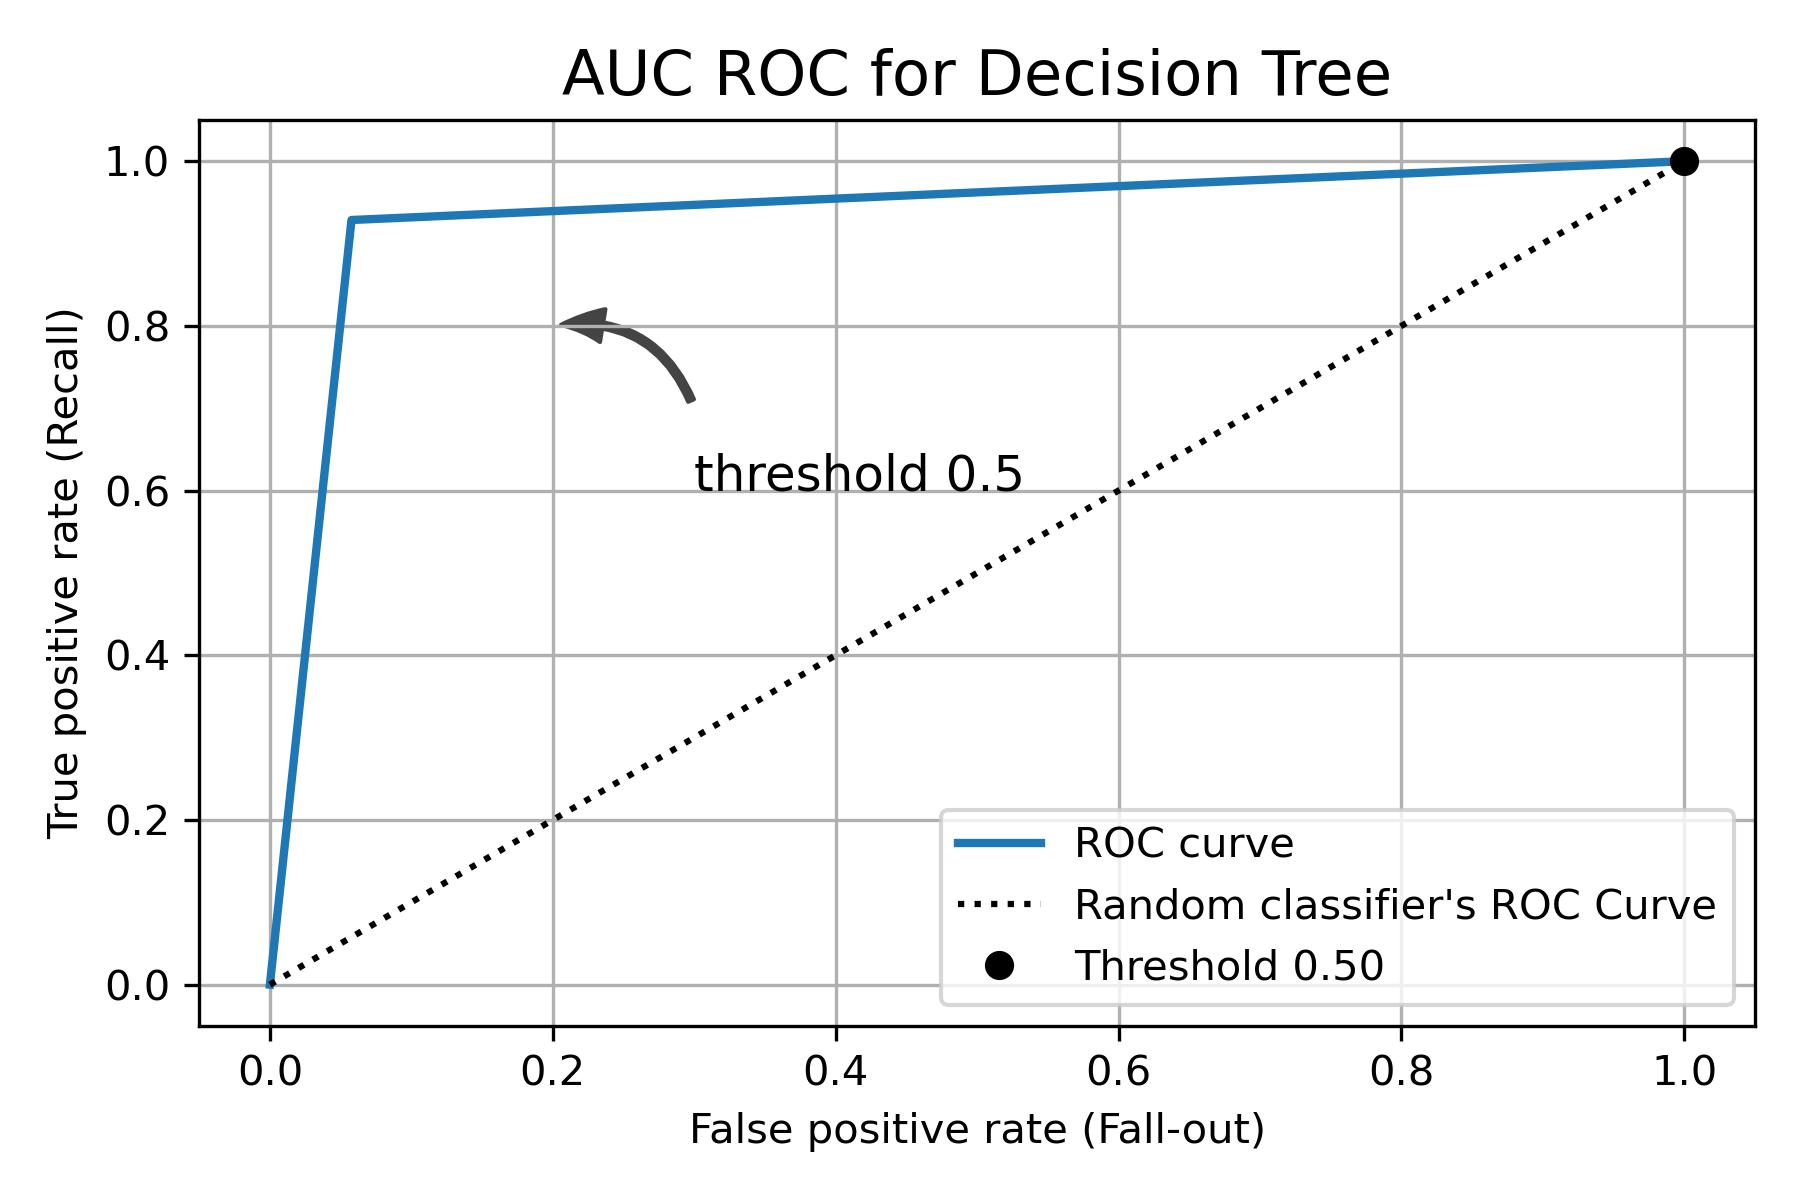 AUC ROC for Decision Tree
True positive rate (Recall)
1.0
0.8
0.6
0.4
0.2
0.0
threshold 0.5
ROC curve
Random classifier's ROC Curve
Threshold 0.50
0.0 0.2 0.4 0.6 0.8 1.0
False positive rate (Fall-out)